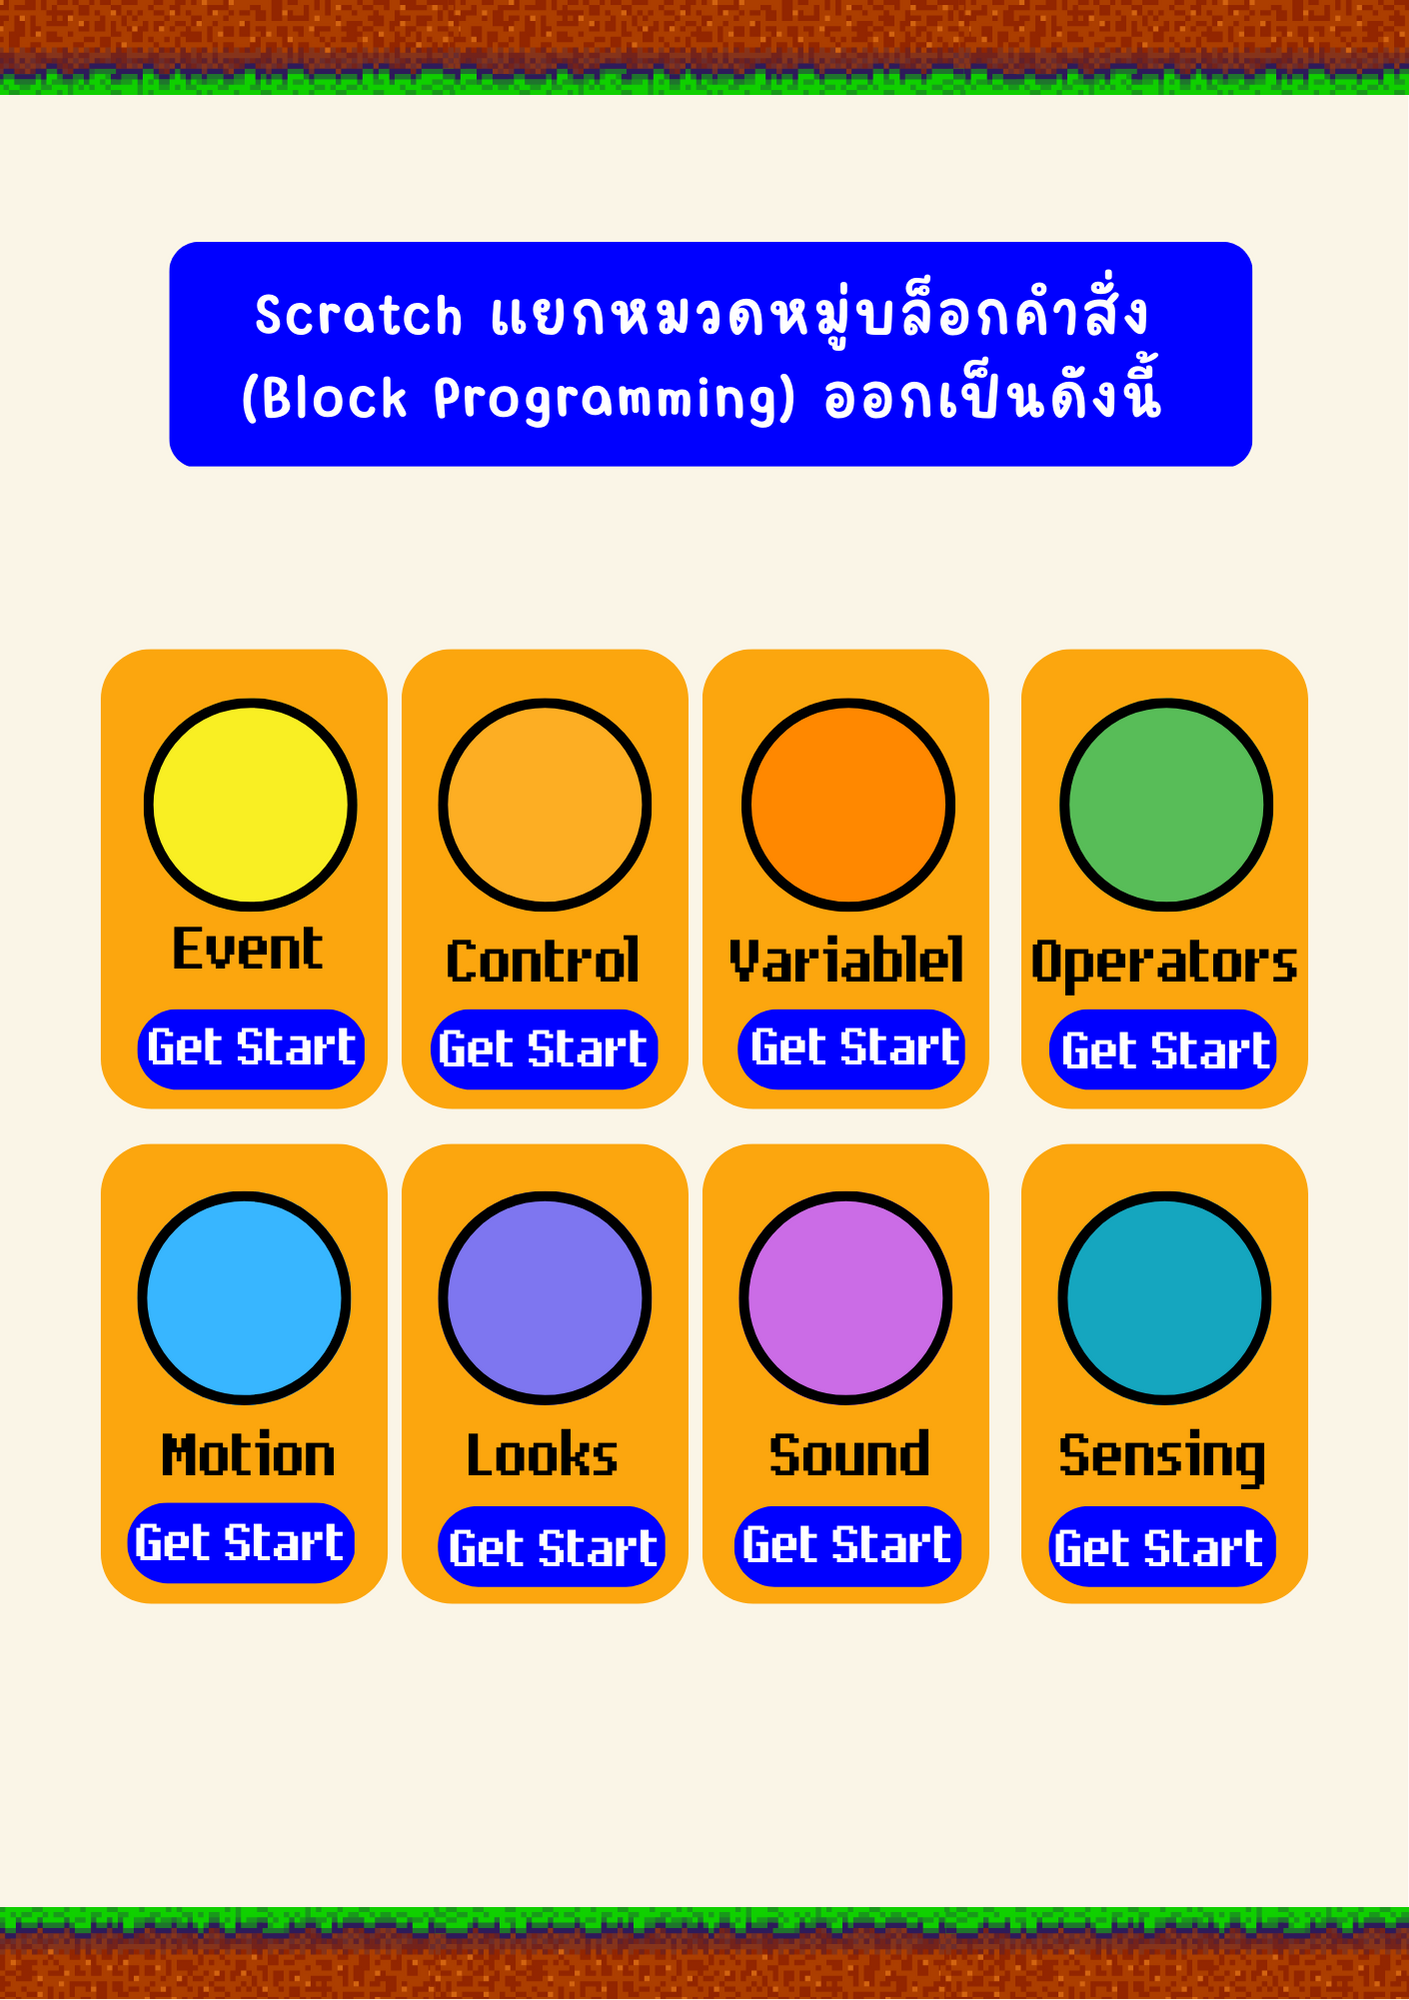 Scratch แยกหมวดหมู่บล็อกคำสั่ง
(Block Programming) ออกเป็นดังนี้
Event
Control
Variablel
Operators
Get Start
Get Start
Get Start
Get Start
Motion
Looks
Sound
Sensing
Get Start
Get Start
Get Start
Get Start